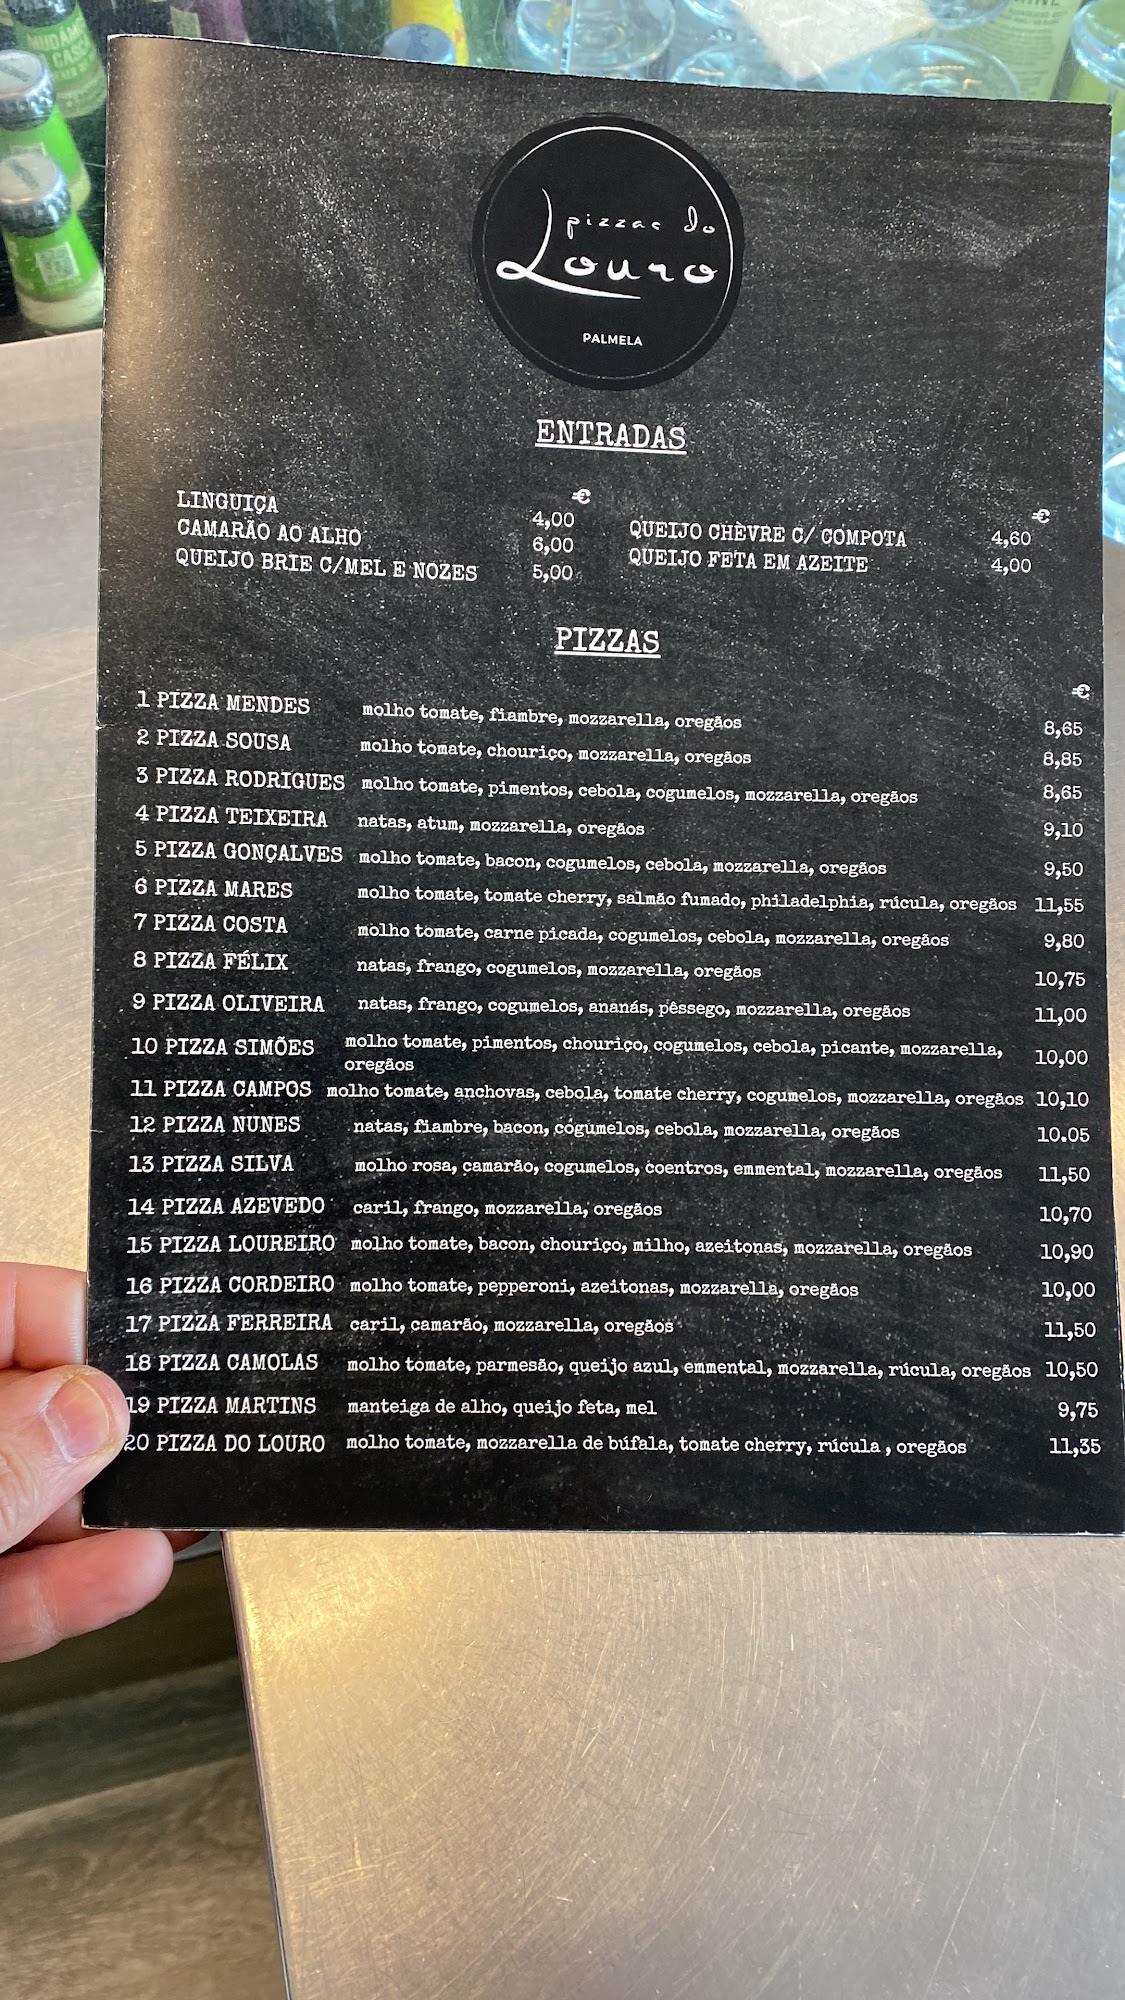 MUDA
CASC
pizzas do
Louro
PALMELA
ENTRADAS
€
LINGUIÇA 4,00
CAMARÃO AO ALHO 6,00
QUEIJO BRIE C/MEL E NOZES 5,00
€
QUEIJO CHÈVRE C/ COMPOTA 4,60
QUEIJO FETA EM AZEITE 4,00
PIZZAS
€
1 PIZZA MENDES molho tomate, fiambre, mozzarella, oregãos 8,65
2 PIZZA SOUSA molho tomate, chouriço, mozzarella, oregãos 8,85
3 PIZZA RODRIGUES molho tomate, pimentos, cebola, cogumelos, mozzarella, oregãos 8,65
4 PIZZA TEIXEIRA natas, atum, mozzarella, oregãos 9,10
5 PIZZA GONÇALVES molho tomate, bacon, cogumelos, cebola, mozzarella, oregãos 9,50
6 PIZZA MARES molho tomate, tomate cherry, salmão fumado, philadelphia, rúcula, oregãos 11,55
7 PIZZA COSTA molho tomate, carne picada, cogumelos, cebola, mozzarella, oregãos 9,80
8 PIZZA FÉLIX natas, frango, cogumelos, mozzarella, oregãos 10,75
9 PIZZA OLIVEIRA natas, frango, cogumelos, ananás, pêssego, mozzarella, oregãos 11,00
10 PIZZA SIMÕES molho tomate, pimentos, chouriço, cogumelos, cebola, picante, mozzarella, 10,00
oregãos
11 PIZZA CAMPOS molho tomate, anchovas, cebola, tomate cherry, cogumelos, mozzarella, oregãos 10,10
12 PIZZA NUNES natas, fiambre, bacon, cogumelos, cebola, mozzarella, oregãos 10.05
13 PIZZA SILVA molho rosa, camarão, cogumelos, coentros, emmental, mozzarella, oregãos 11,50
14 PIZZA AZEVEDO caril, frango, mozzarella, oregãos 10,70
15 PIZZA LOUREIRO molho tomate, bacon, chouriço, milho, azeitonas, mozzarella, oregãos 10,90
16 PIZZA CORDEIRO molho tomate, pepperoni, azeitonas, mozzarella, oregãos 10,00
17 PIZZA FERREIRA caril, camarão, mozzarella, oregãos 11,50
18 PIZZA CAMOLAS molho tomate, parmesão, queijo azul, emmental, mozzarella, rúcula, oregãos 10,50
19 PIZZA MARTINS manteiga de alho, queijo feta, mel 9,75
20 PIZZA DO LOURO molho tomate, mozzarella de búfala, tomate cherry, rúcula , oregãos 11,35